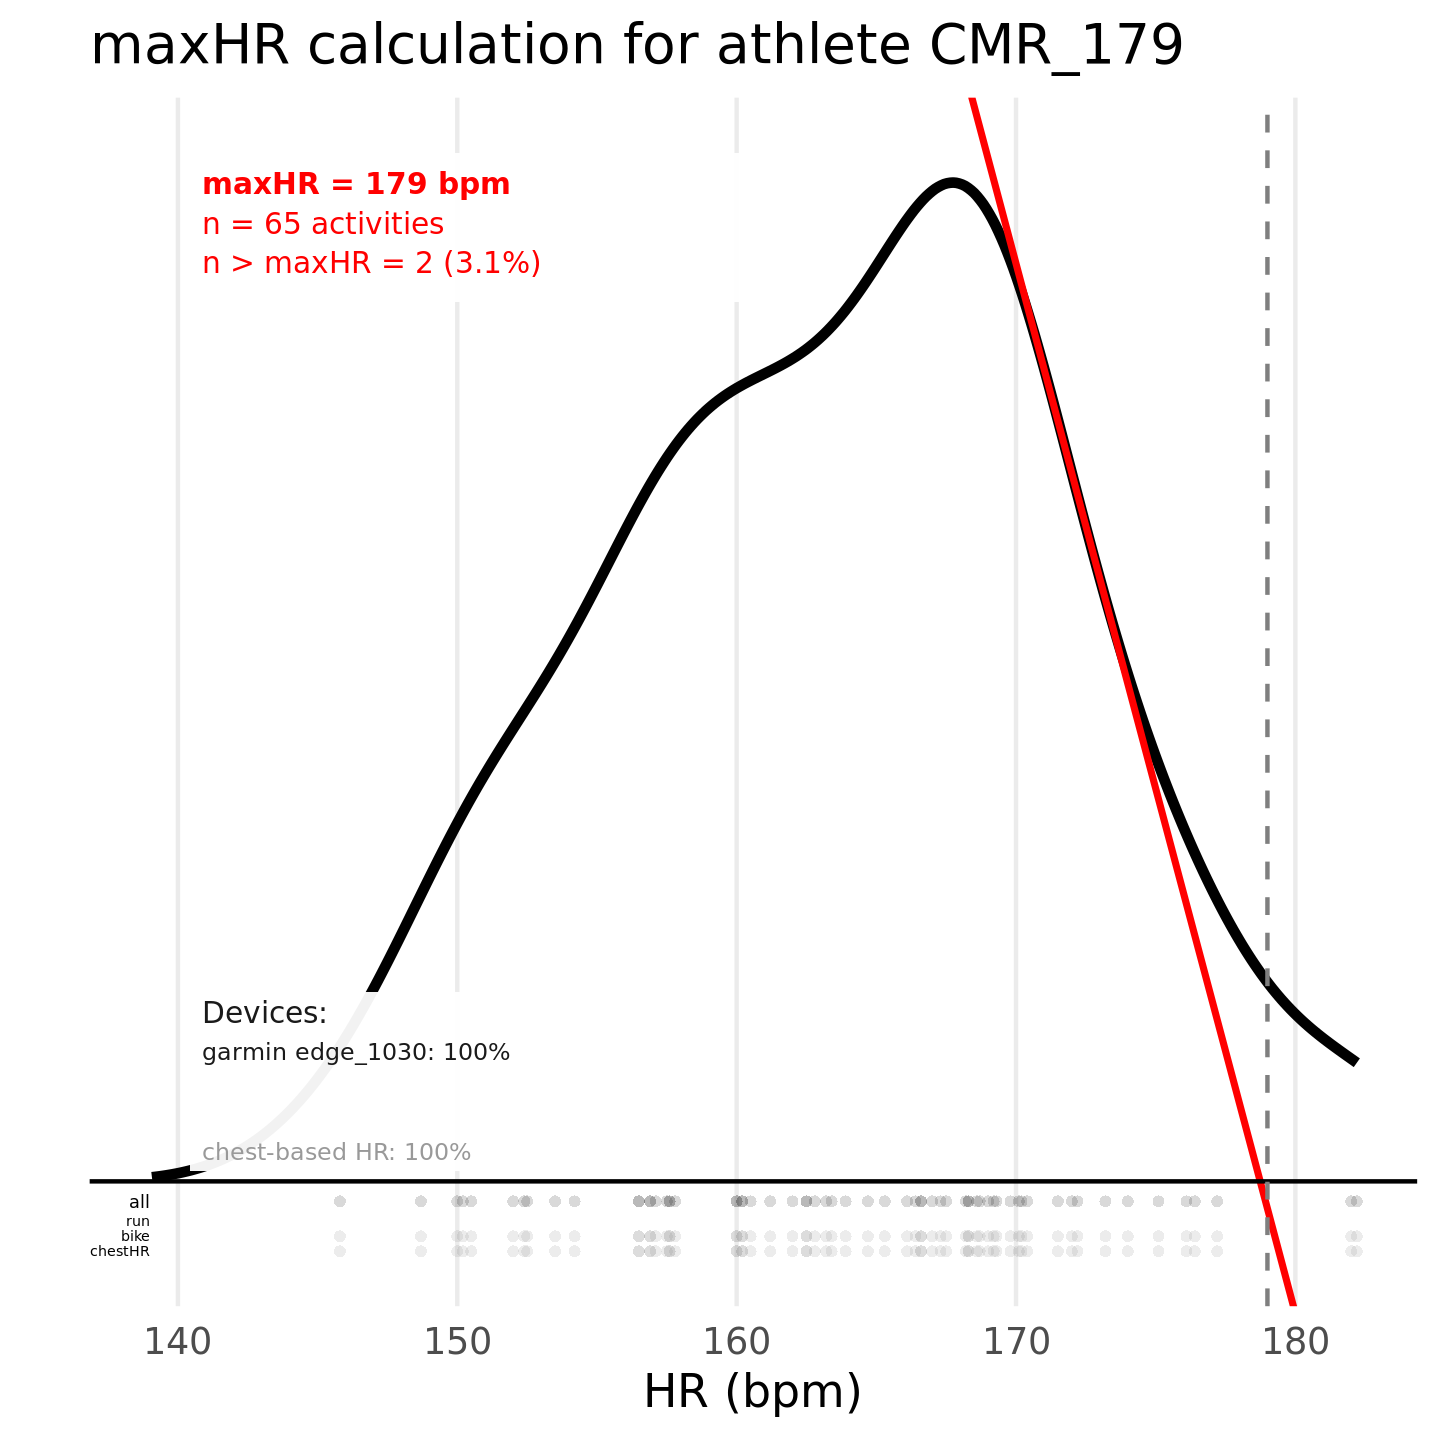 maxHR calculation for athlete CMR_179
maxHR = 179 bpm
n = 65 activities
n > maxHR = 2 (3.1%)
Devices:
garmin edge_1030: 100%
chest-based HR: 100%
all
run
bike
chestHR
140 150 160 170 180
HR (bpm)